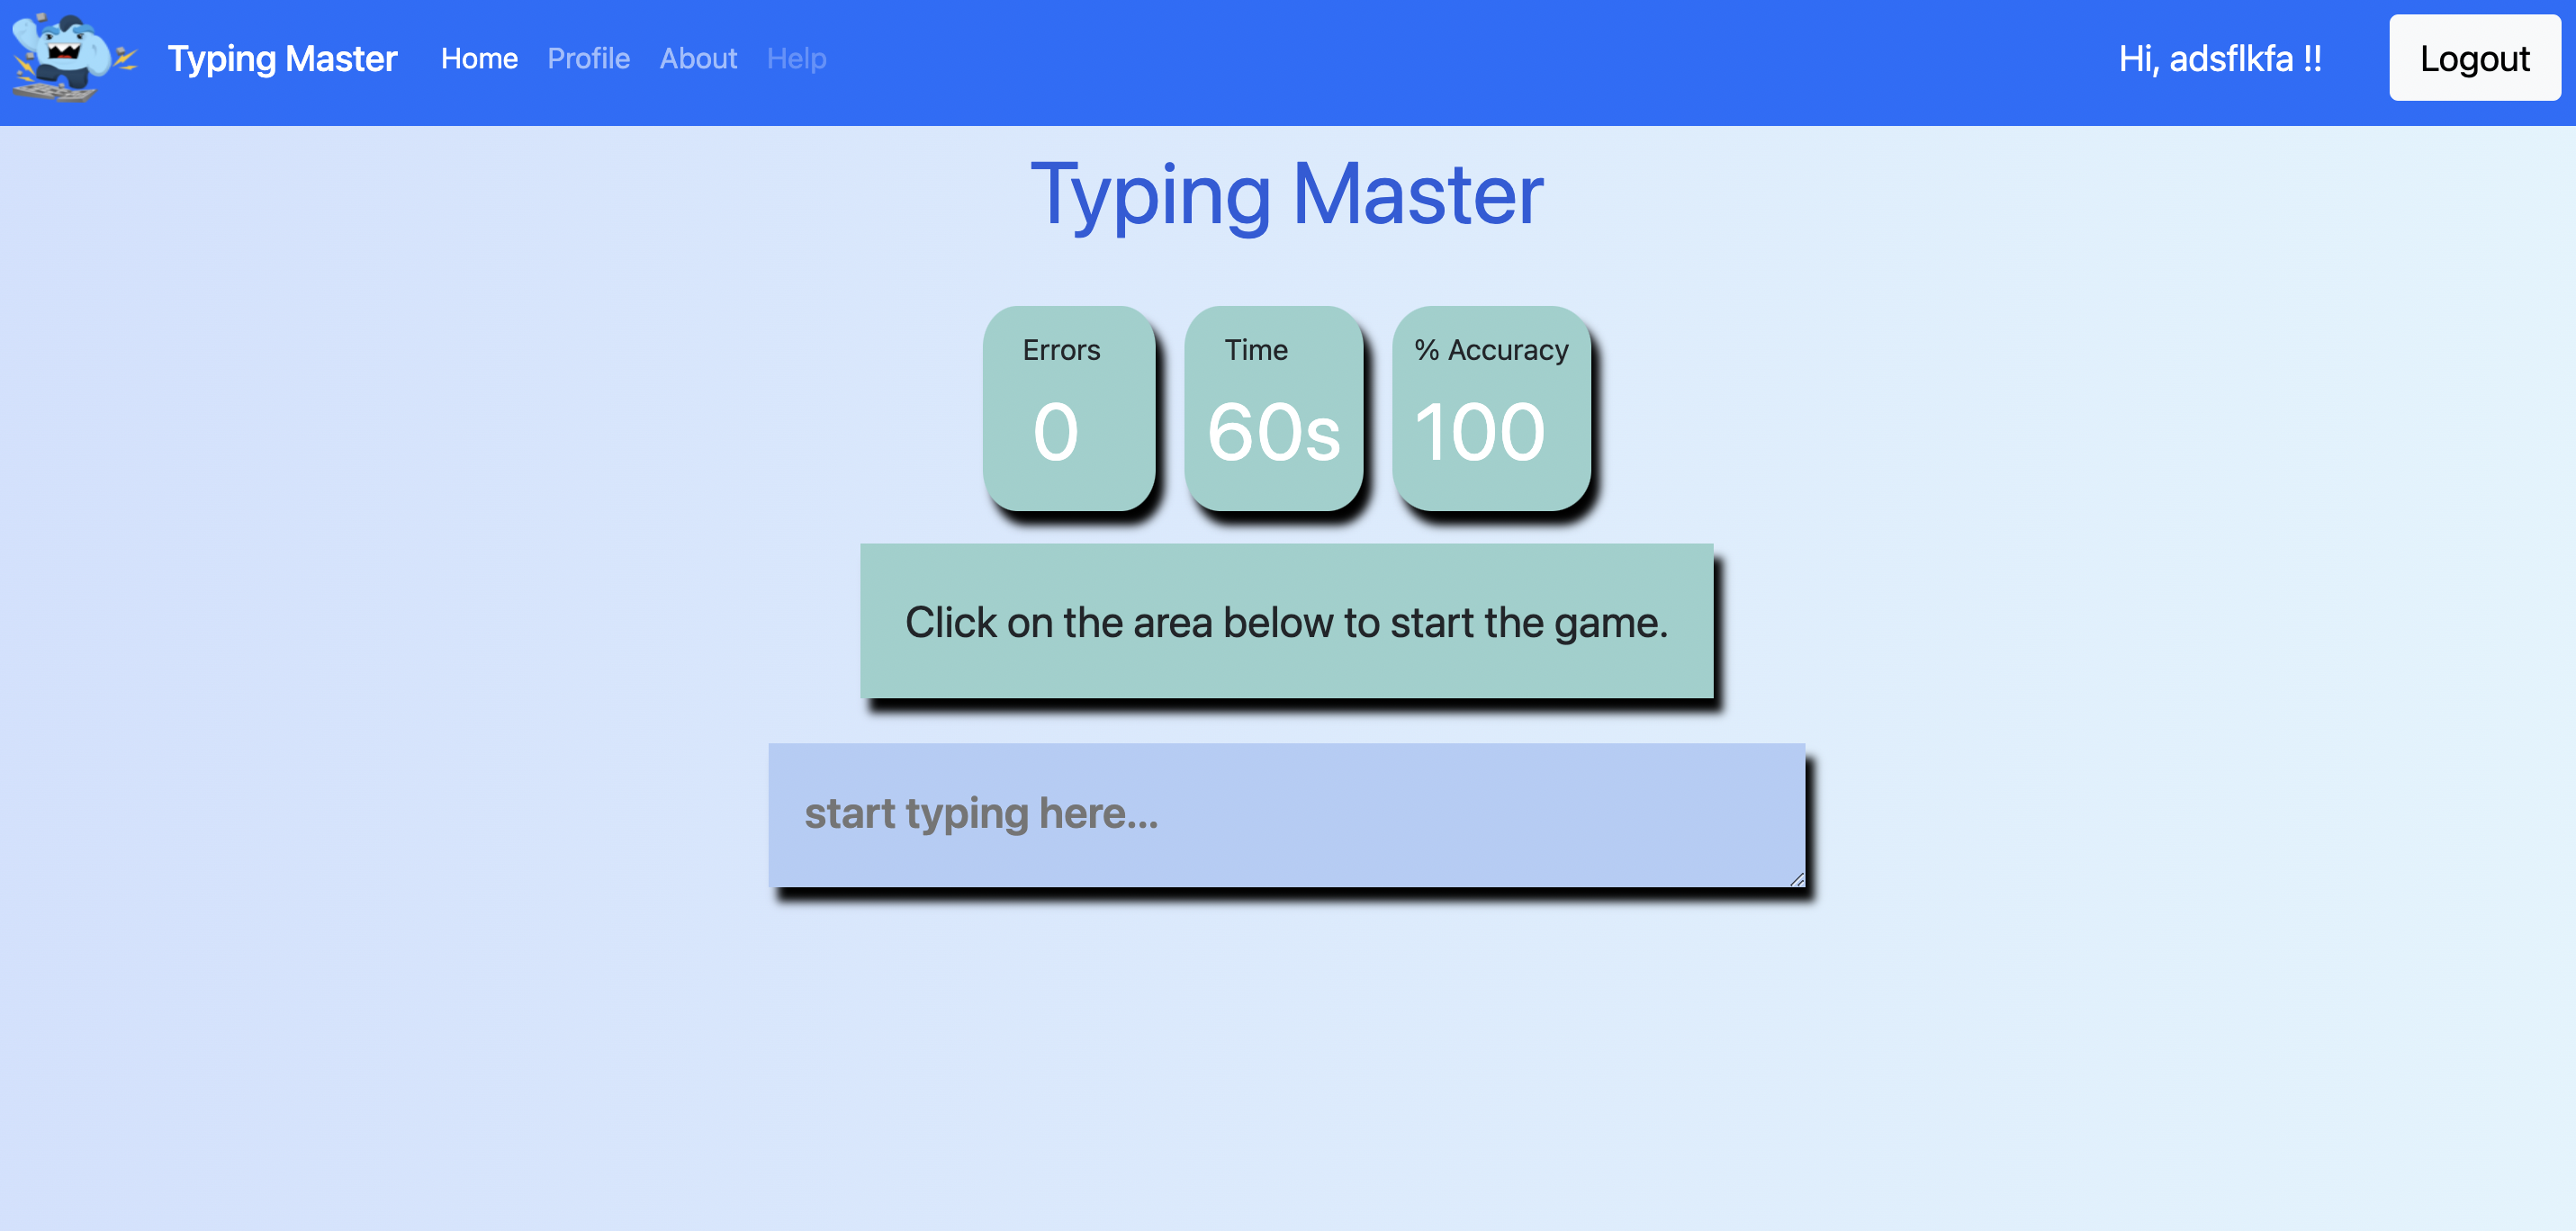 Typing Master Home Profile About Help Hi, adsflkfa !! Logout
Typing Master
Errors Time % Accuracy
0 60s 100
Click on the area below to start the game.
start typing here...